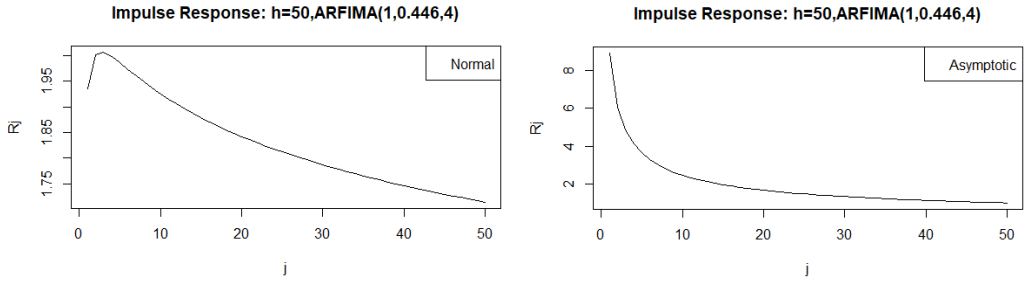 Impulse Response: h=50,ARFIMA(1,0.446,4)
Normal
Rj
1.95
1.85
1.75
0 10 20 30 40 50
j
Impulse Response: h=50,ARFIMA(1,0.446,4)
Asymptotic
Rj
8
6
4
2
0 10 20 30 40 50
j